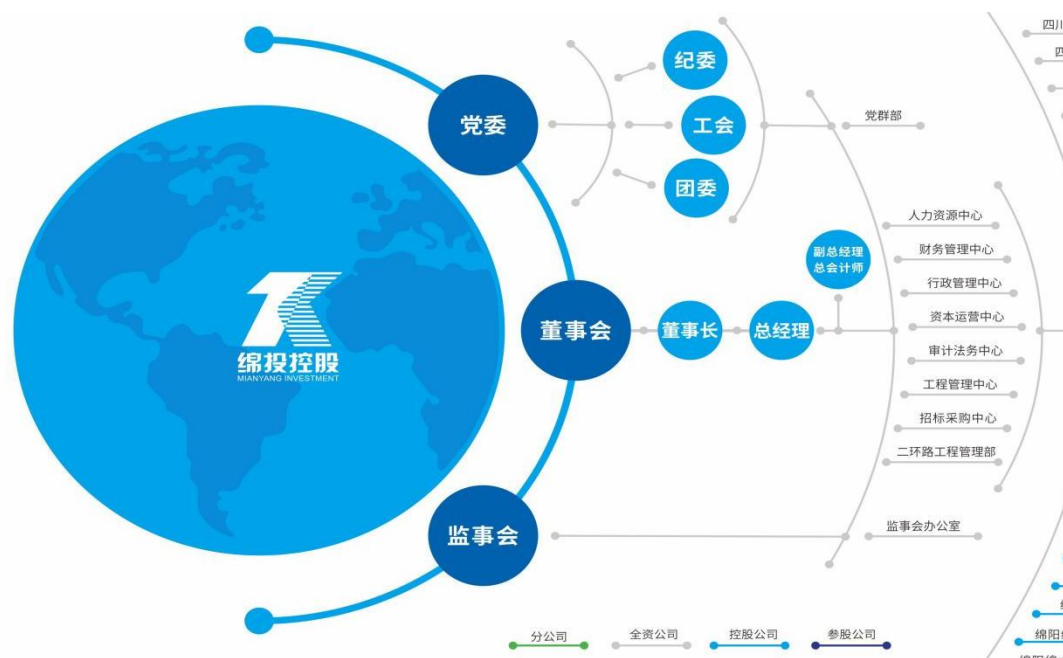 四川
纪委
党委
工会
党群部
团委
人力资源中心
副总经理
总会计师
财务管理中心
行政管理中心
资本运营中心
董事会
董事长
总经理
绵投控股
MIANYANG INVESTMENT
审计法务中心
工程管理中心
招标采购中心
二环路工程管理部
监事会
监事会办公室
分公司
全资公司
控股公司
参股公司
绵阳